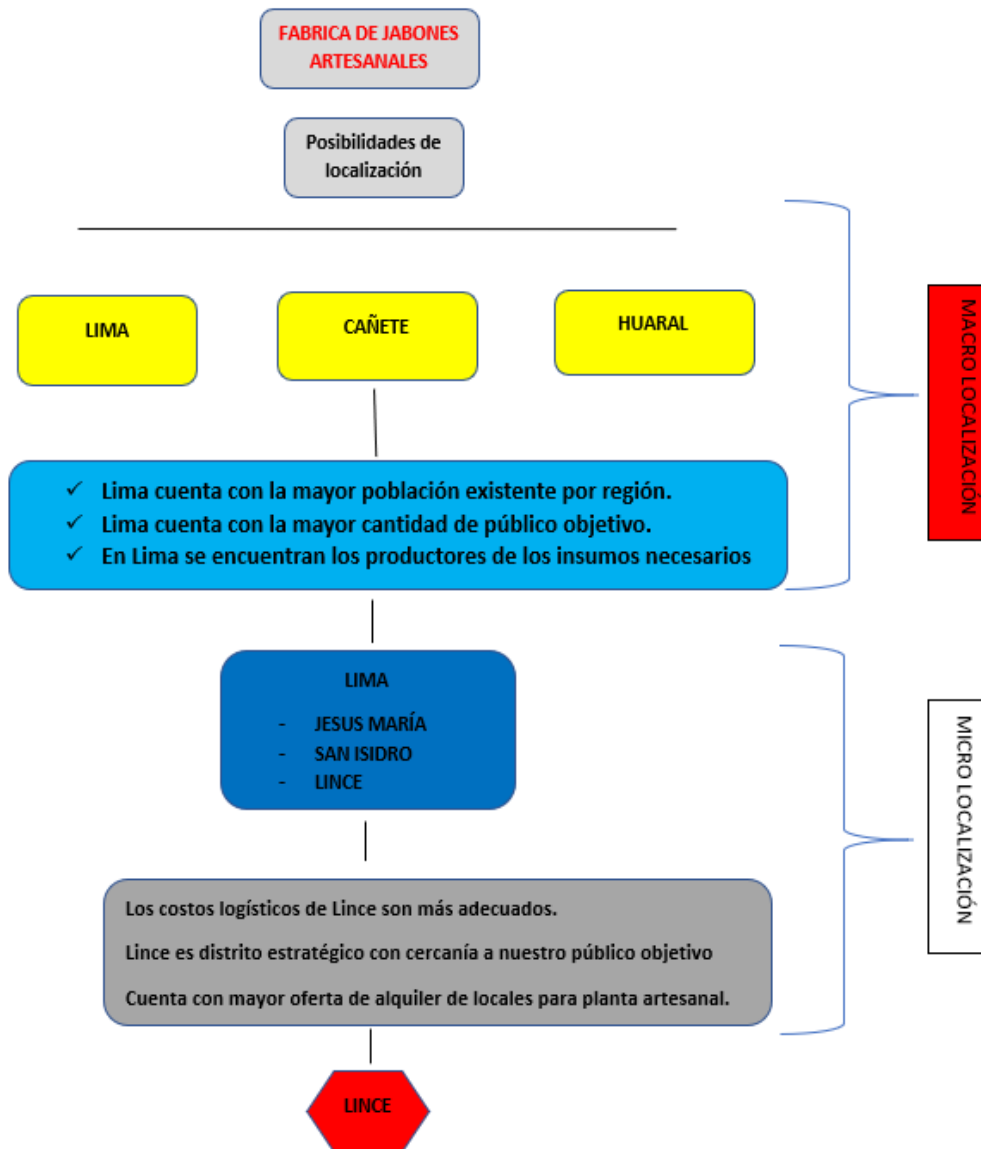 FABRICA DE JABONES
ARTESANALES
Posibilidades de
localización
LIMA
CAÑETE
HUARAL
MACRO LOCALIZACIÓN
✓ Lima cuenta con la mayor población existente por región.
✓ Lima cuenta con la mayor cantidad de público objetivo.
✓ En Lima se encuentran los productores de los insumos necesarios
LIMA
- JESUS MARÍA
- SAN ISIDRO
- LINCE
MICRO LOCALIZACIÓN
Los costos logísticos de Lince son más adecuados.
Lince es distrito estratégico con cercanía a nuestro público objetivo
Cuenta con mayor oferta de alquiler de locales para planta artesanal.
LINCE